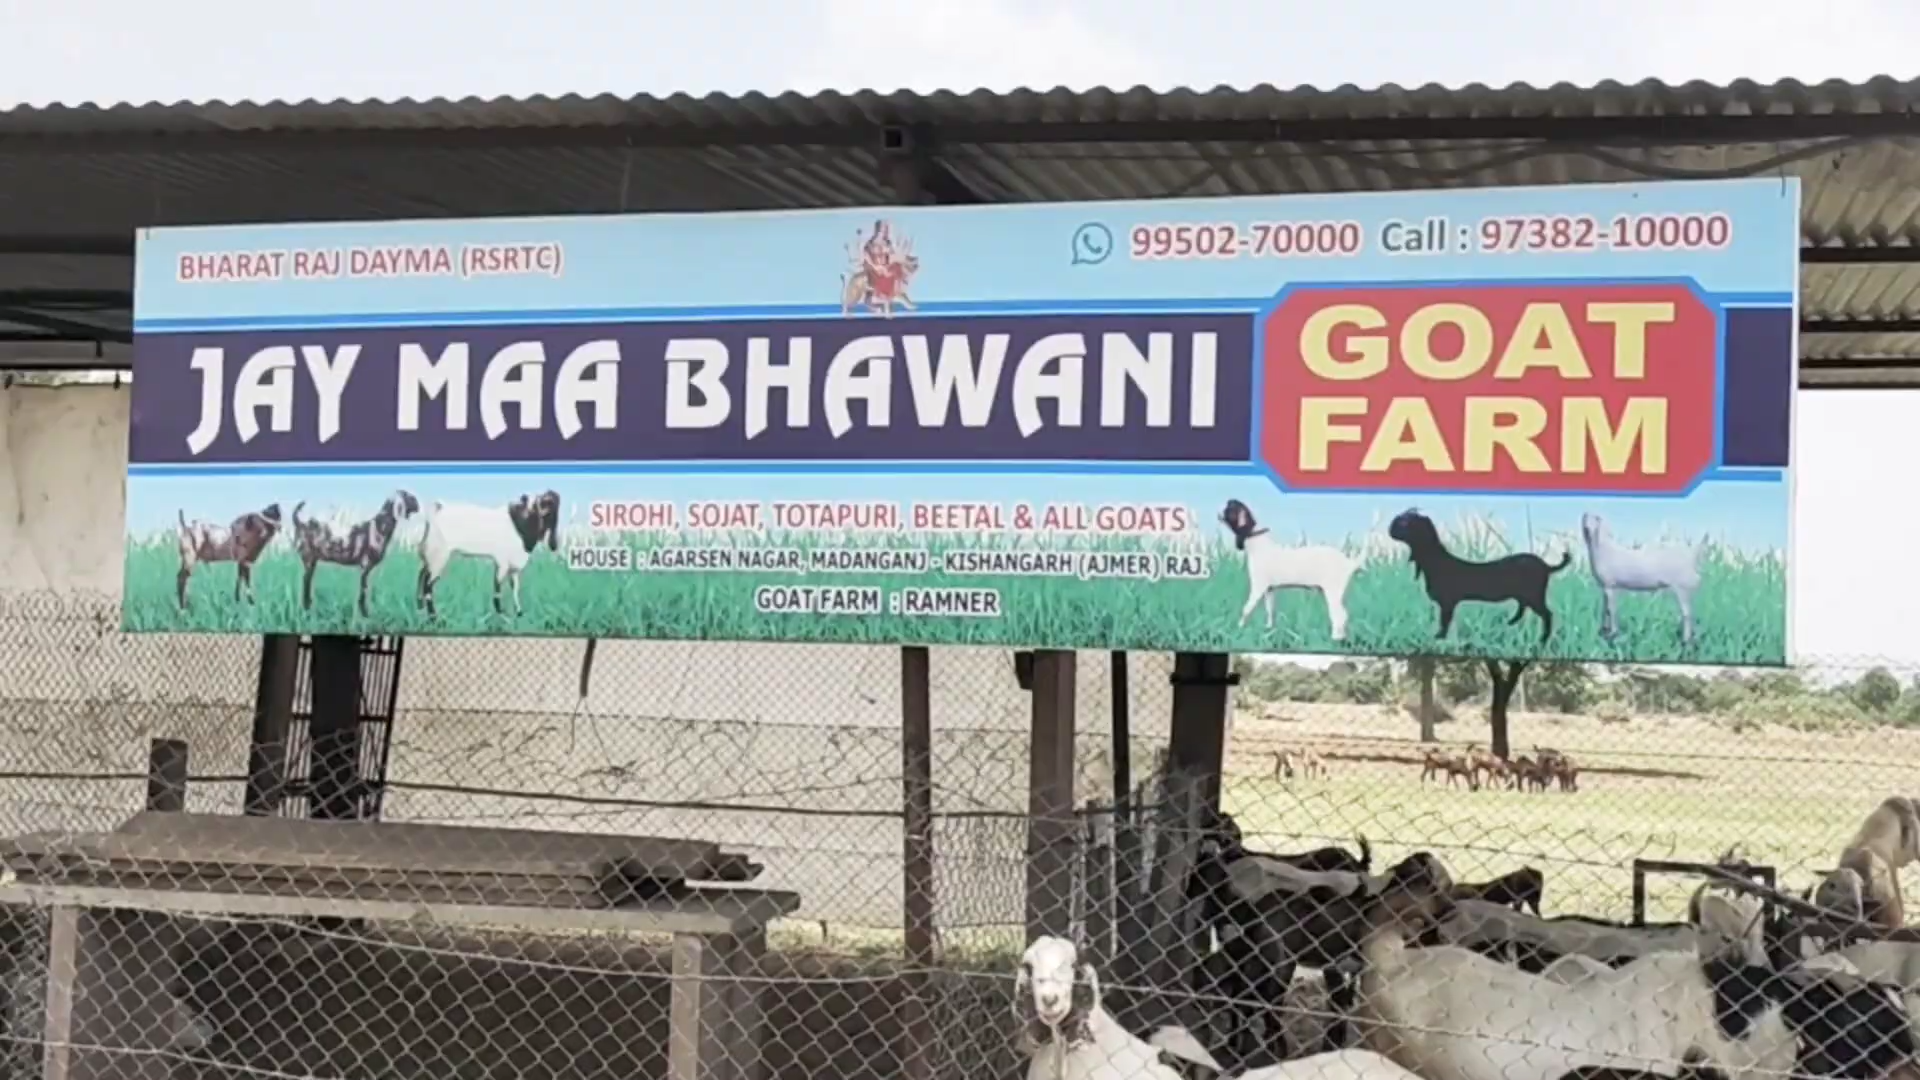 BHARAT RAJ DAYMA (RSRTC)
99502-70000 Call : 97382-10000
JAY MAA BHAWANI
GOAT
FARM
SIROHI, SOJAT, TOTAPURI, BEETAL & ALL GOATS
HOUSE : AGARSEN NAGAR, MADANGANJ - KISHANGARH (AJMER) RAJ.
GOAT FARM : RAMNER